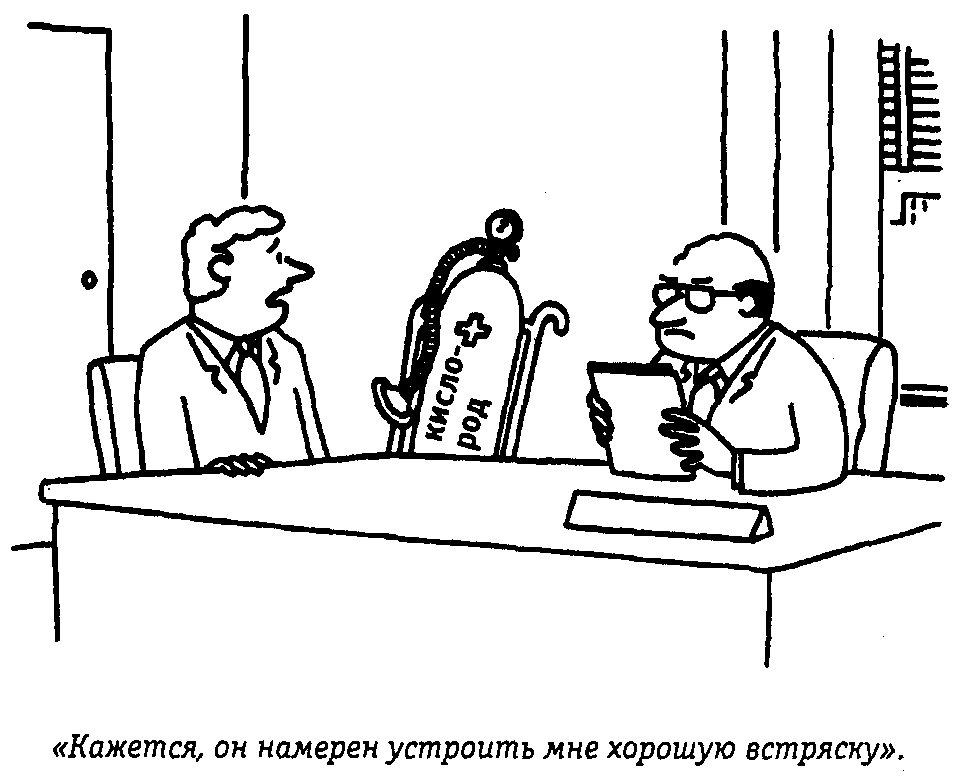 кисло-
род
«Кажется, он намерен устроить мне хорошую встряску».